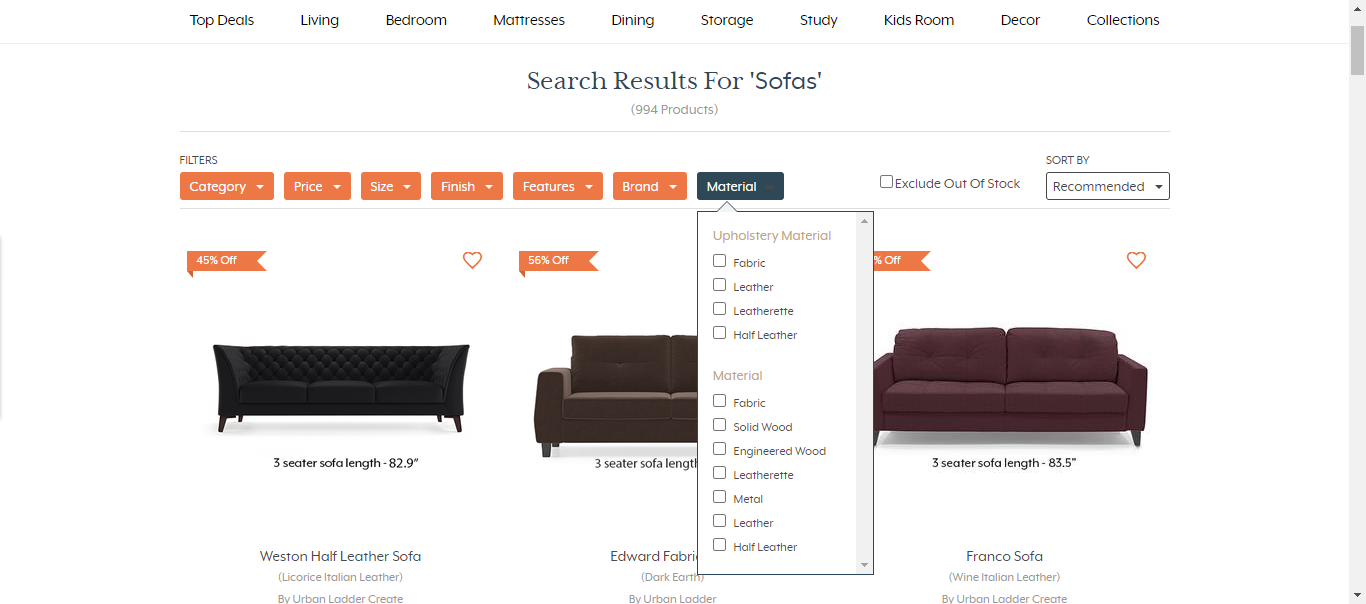 Top Deals Living Bedroom Mattresses Dining Storage Study Kids Room Decor Collections
Search Results For 'Sofas'
(994 Products)
FILTERS
SORT BY
Category Price Size Finish Features Brand Material
Exclude Out Of Stock
Recommended
Upholstery Material
Fabric
Leather
Leatherette
Half Leather
Material
Fabric
Solid Wood
Engineered Wood
Leatherette
Metal
Leather
Half Leather
45% Off
56% Off
% Off
3 seater sofa length - 82.9"
3 seater sofa length
3 seater sofa length - 83.5"
Weston Half Leather Sofa
(Licorice Italian Leather)
By Urban Ladder Create
Edward Fabri
(Dark Earth)
By Urban Ladder
Franco Sofa
(Wine Italian Leather)
By Urban Ladder Create